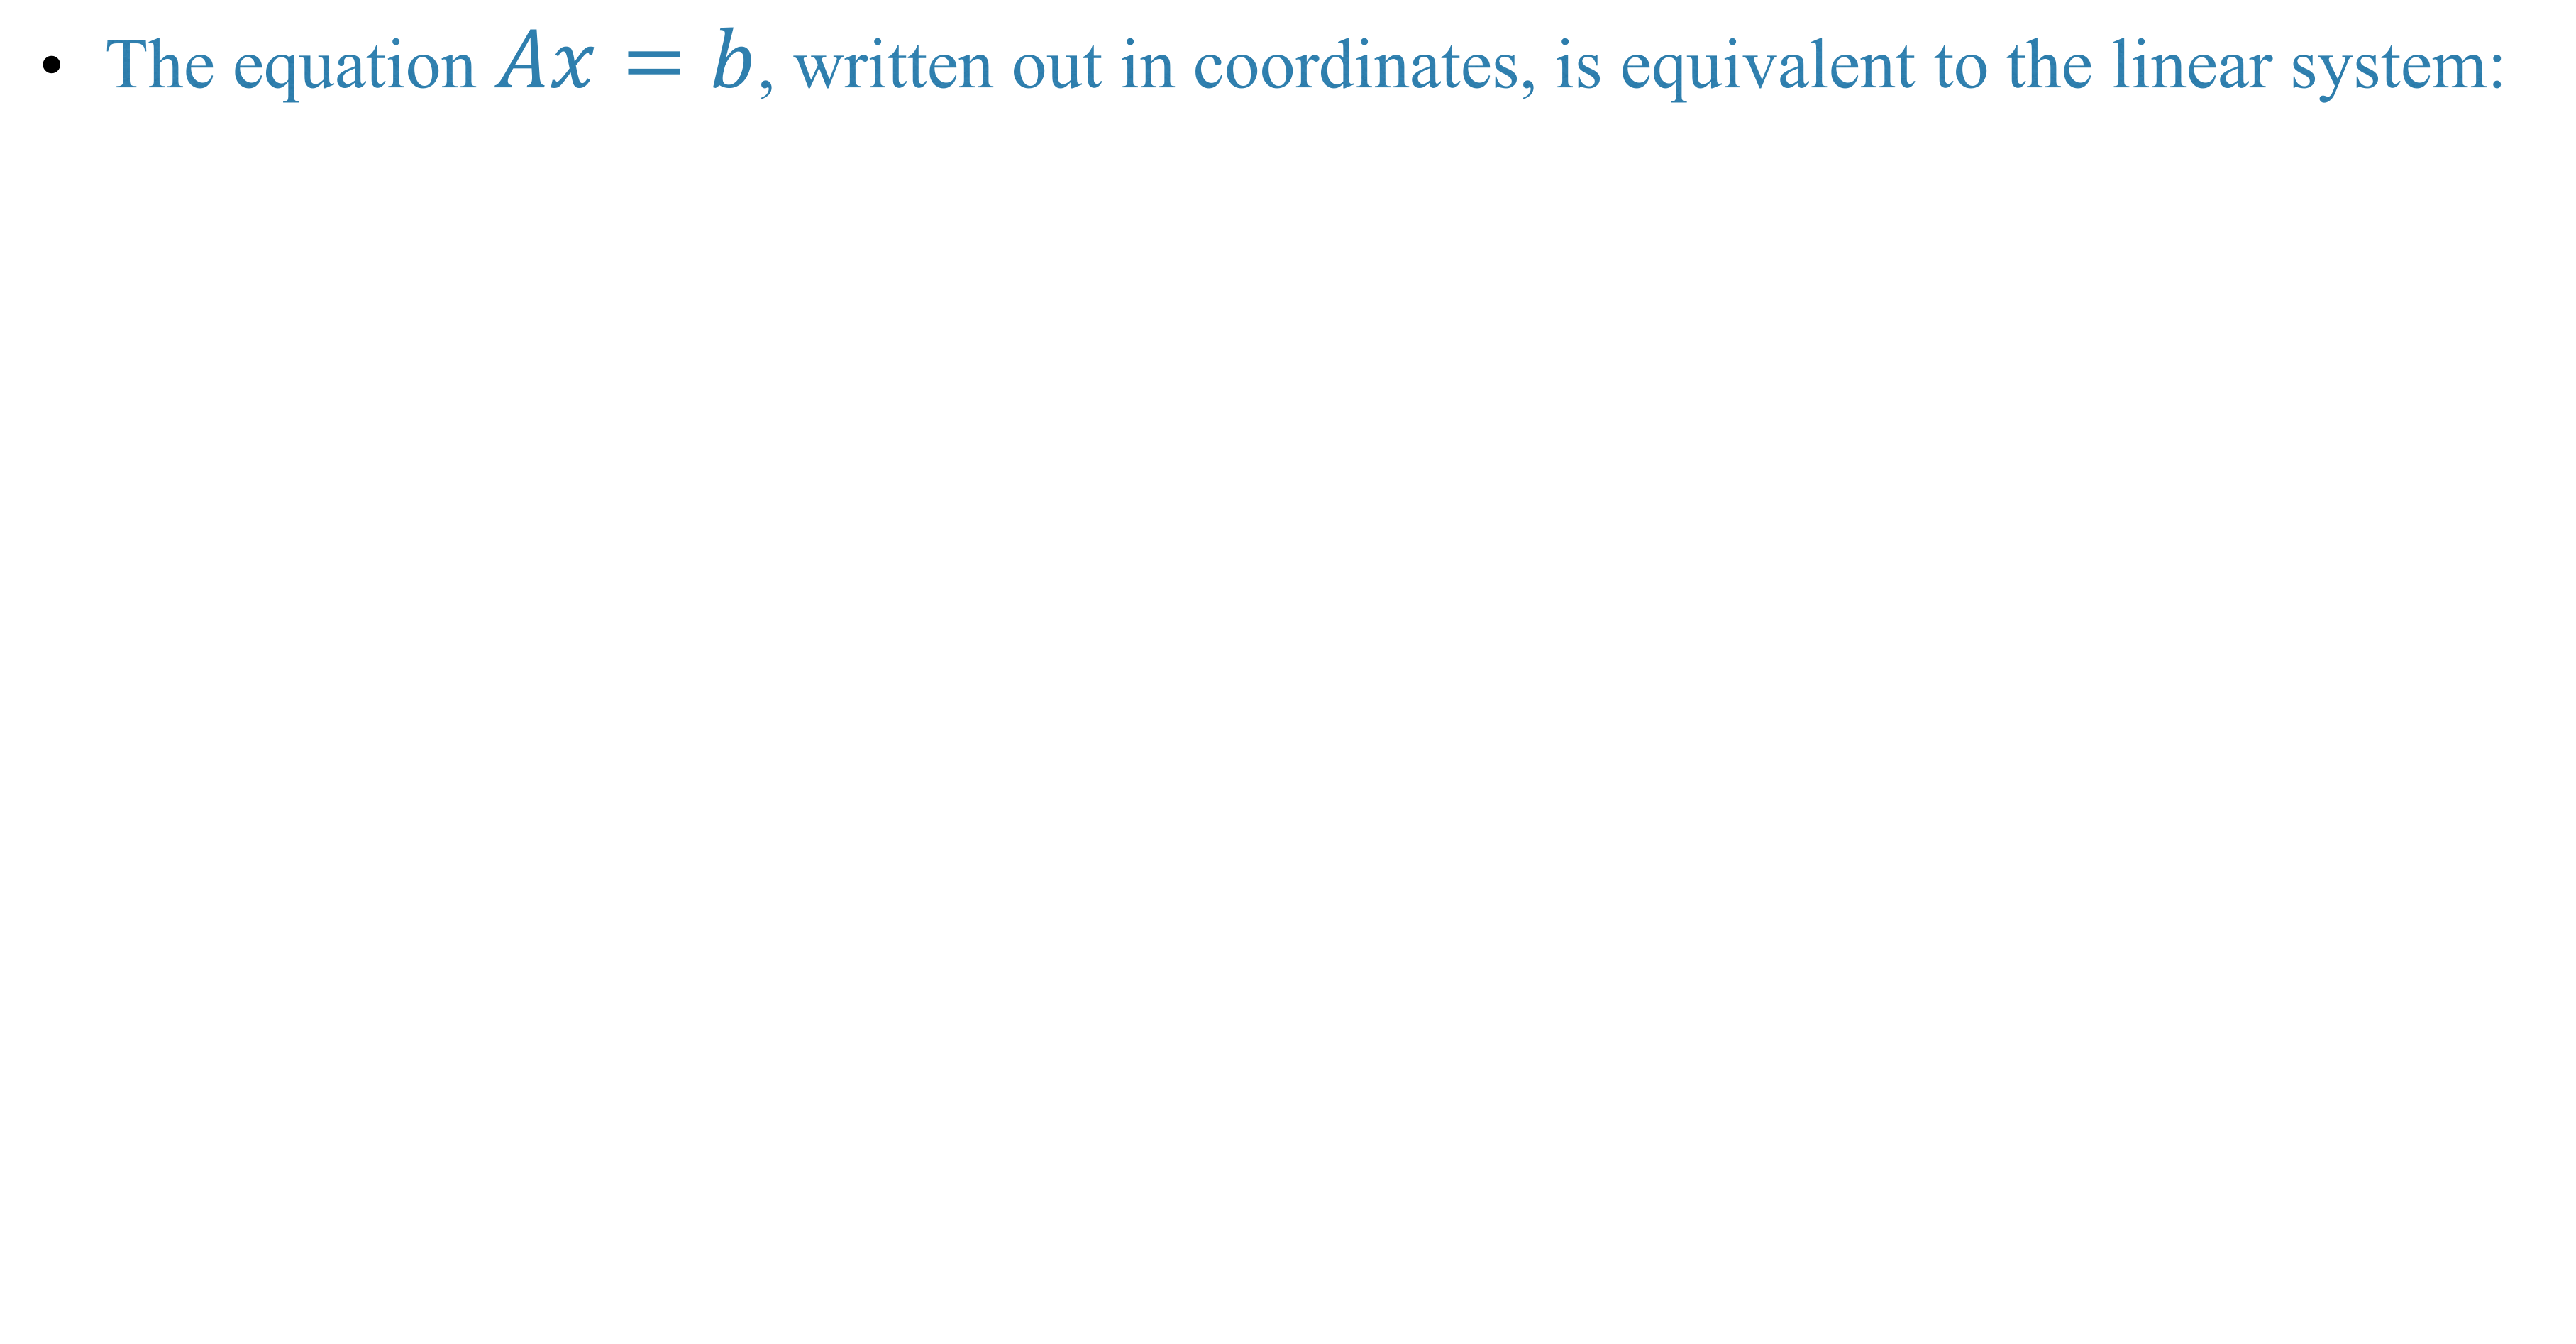 • The equation Ax = b, written out in coordinates, is equivalent to the linear system: